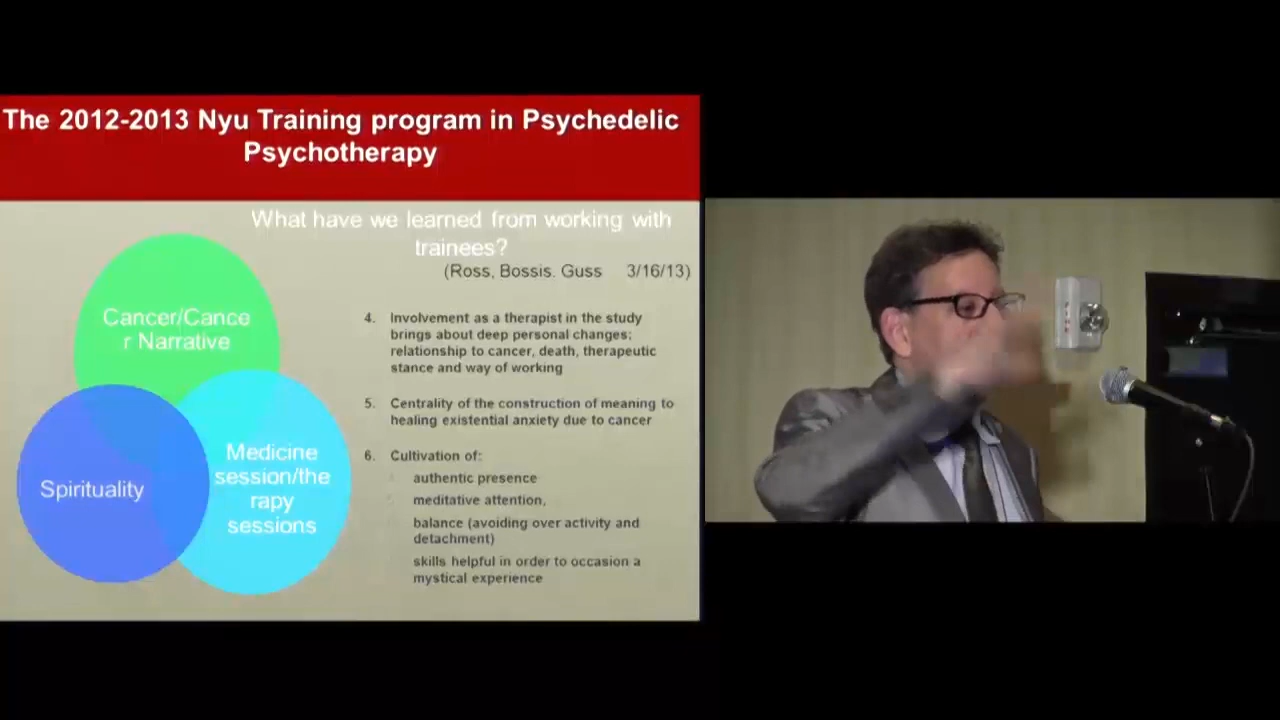 The 2012-2013 Nyu Training program in Psychedelic
Psychotherapy
What have we learned from working with
trainees?
(Ross, Bossis. Guss 3/16/13)
Cancer/Cance
r Narrative
Spirituality
Medicine
session/the
rapy
sessions
4. Involvement as a therapist in the study
brings about deep personal changes;
relationship to cancer, death, therapeutic
stance and way of working
5. Centrality of the construction of meaning to
healing existential anxiety due to cancer
6. Cultivation of:
authentic presence
meditative attention,
balance (avoiding over activity and
detachment)
skills helpful in order to occasion a
mystical experience